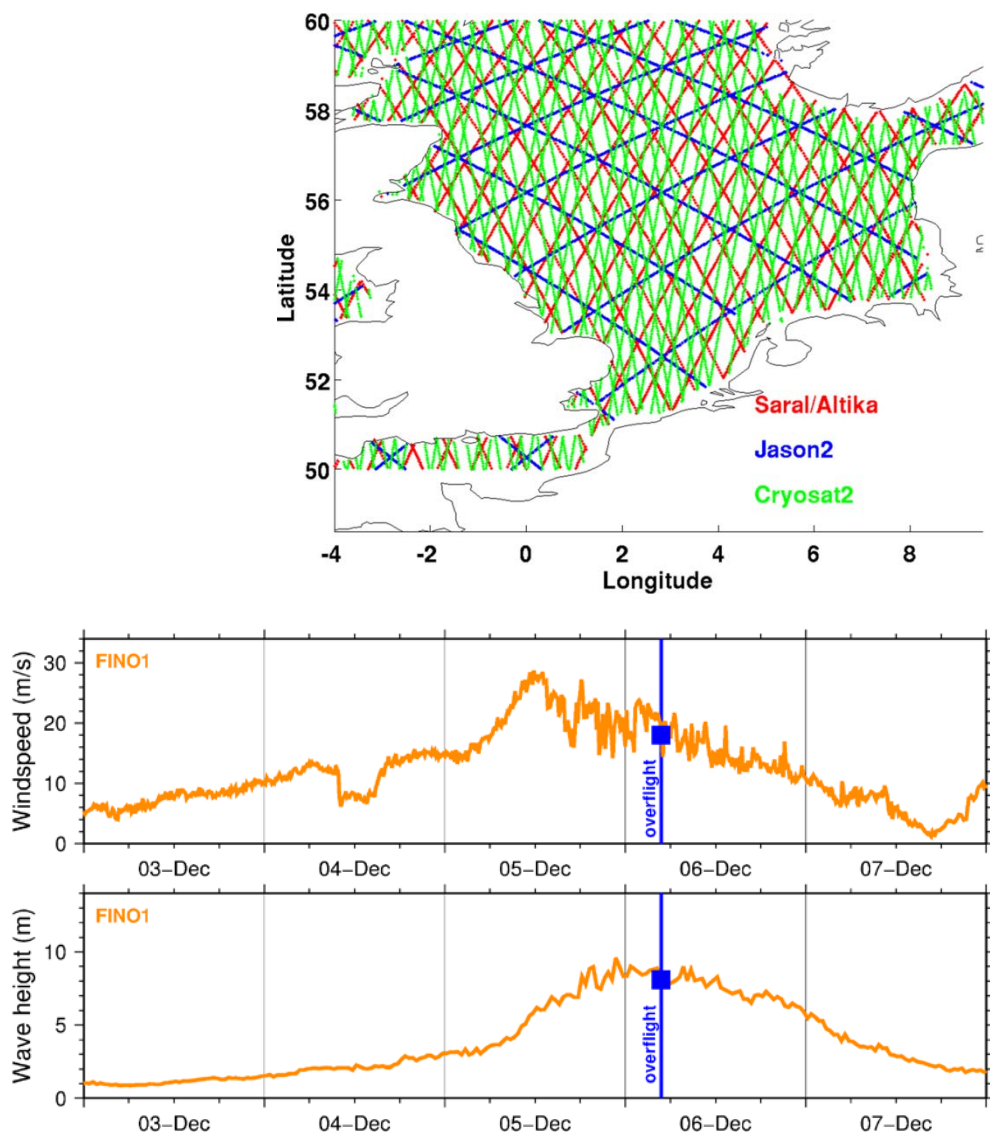 60
58
56
54
52
50
Latitude
Saral/Altika
Jason2
Cryosat2
-4 -2 0 2 4 6 8
Longitude
Windspeed (m/s)
30
20
10
0
FINO1
overflight
03-Dec 04-Dec 05-Dec 06-Dec 07-Dec
Wave height (m)
10
5
0
FINO1
overflight
03-Dec 04-Dec 05-Dec 06-Dec 07-Dec